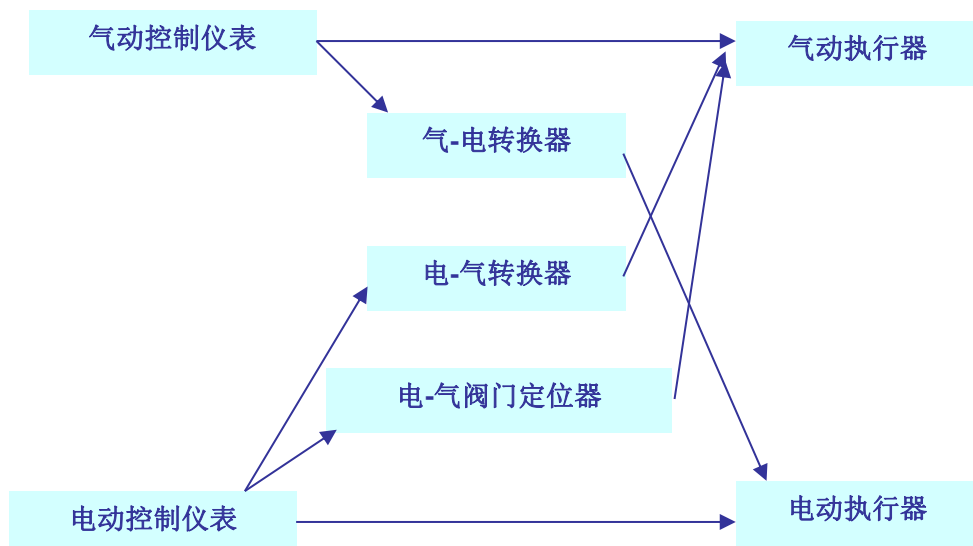 气动控制仪表
气动执行器
气-电转换器
电-气转换器
电-气阀门定位器
电动控制仪表
电动执行器